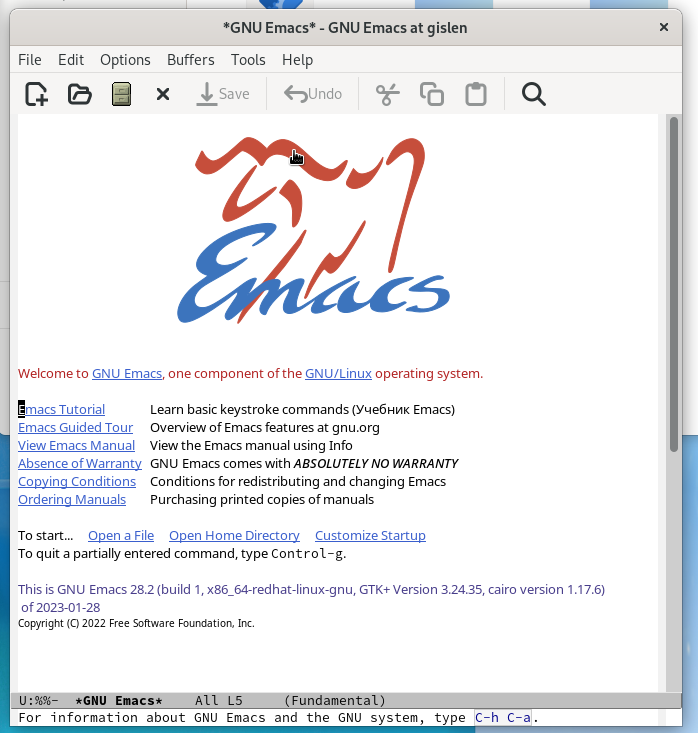 *GNU Emacs* - GNU Emacs at gislen
File Edit Options Buffers Tools Help
Save Undo
Emacs
Welcome to GNU Emacs, one component of the GNU/Linux operating system.
Emacs Tutorial Learn basic keystroke commands (Учебник Emacs)
Emacs Guided Tour Overview of Emacs features at gnu.org
View Emacs Manual View the Emacs manual using Info
Absence of Warranty GNU Emacs comes with ABSOLUTELY NO WARRANTY
Copying Conditions Conditions for redistributing and changing Emacs
Ordering Manuals Purchasing printed copies of manuals
To start... Open a File Open Home Directory Customize Startup
To quit a partially entered command, type Control-g.
This is GNU Emacs 28.2 (build 1, x86_64-redhat-linux-gnu, GTK+ Version 3.24.35, cairo version 1.17.6)
of 2023-01-28
Copyright (C) 2022 Free Software Foundation, Inc.
U:%%- *GNU Emacs* All L5 (Fundamental)
For information about GNU Emacs and the GNU system, type C-h C-a.